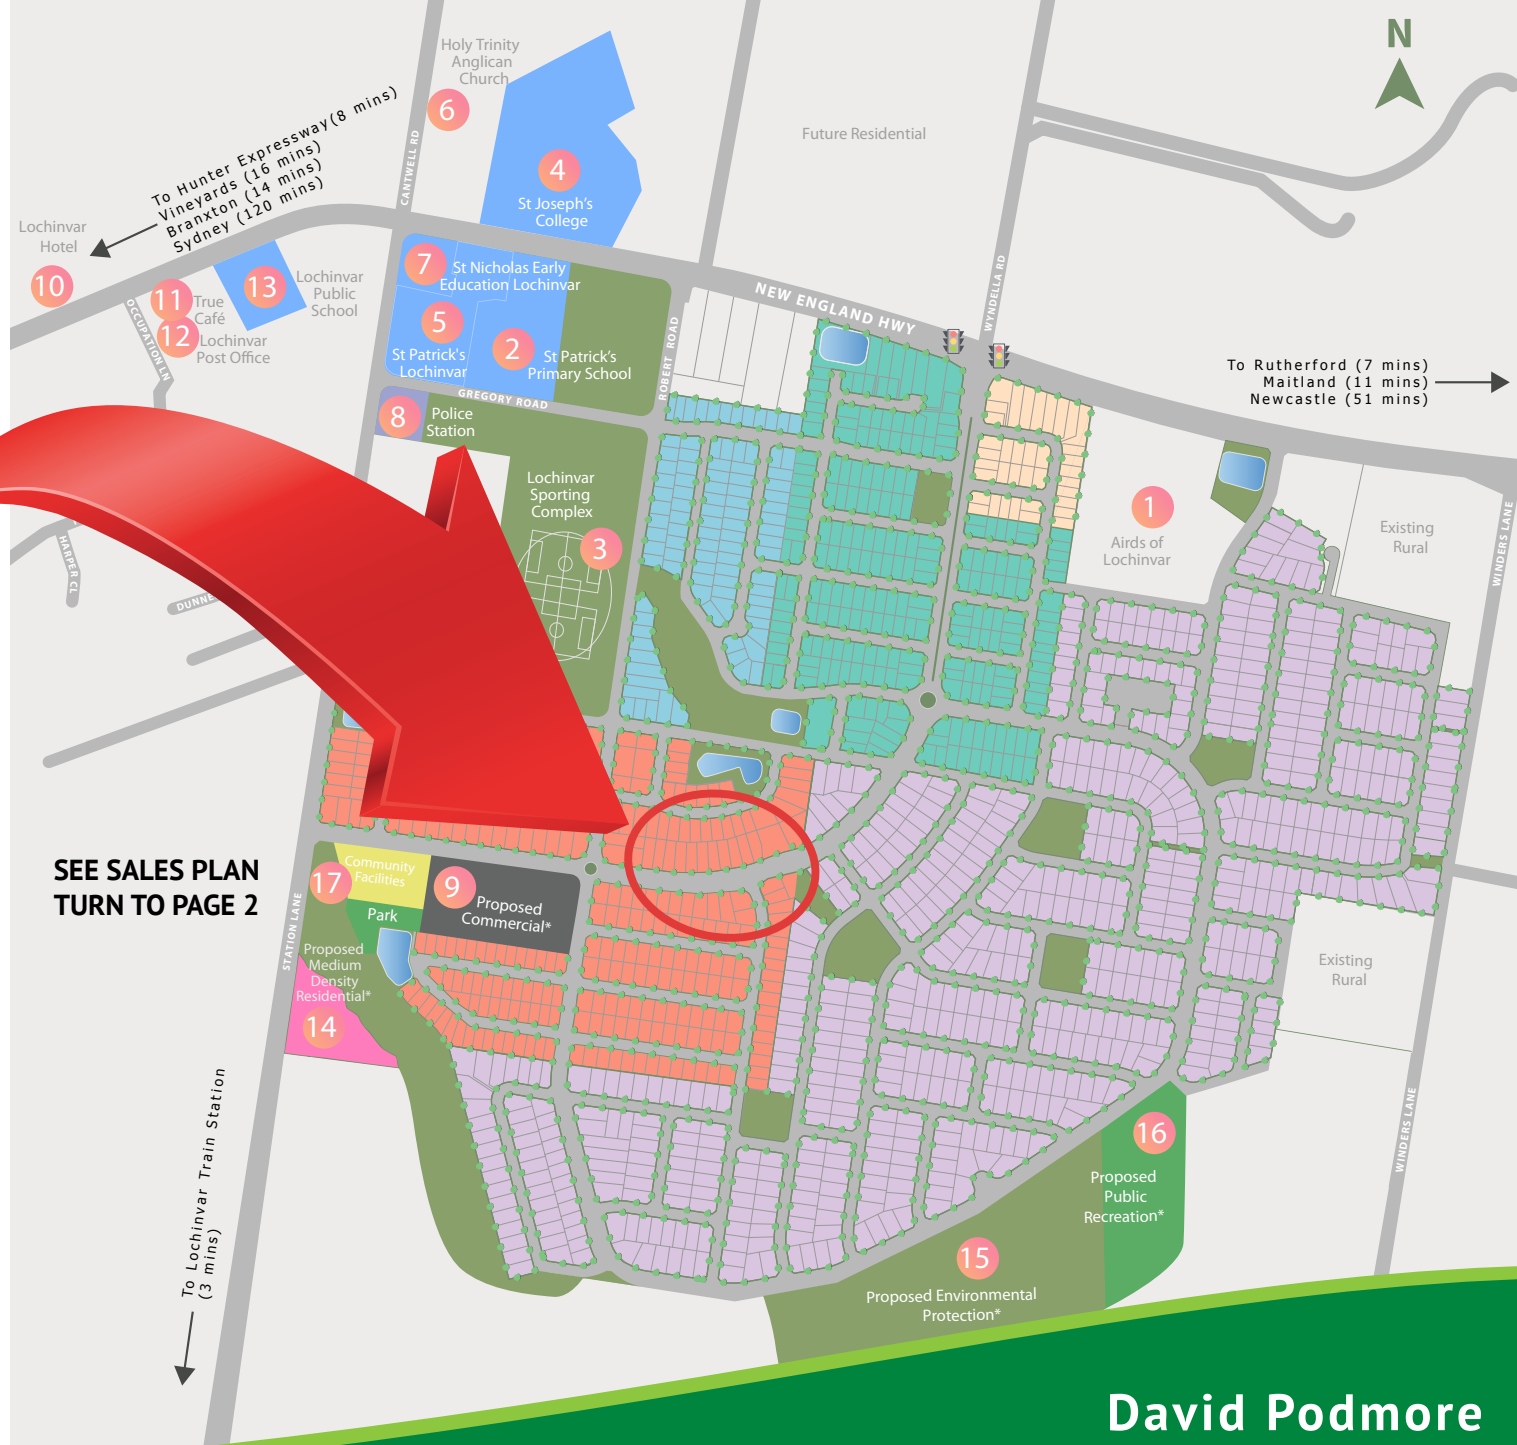 N
Holy Trinity
Anglican
Church
6
CANTWELL RD
4
St Joseph's
College
Future Residential
To Hunter Expressway(8 mins)
Vineyards (16 mins)
Branxton (14 mins)
Sydney (120 mins)
Lochinvar
Hotel
10
11
True
Café
12
Lochinvar
Post Office
OCCUPATION LN
13
Lochinvar
Public
School
7
St Nicholas Early
Education Lochinvar
5
St Patrick's
Lochinvar
2
St Patrick's
Primary School
GREGORY ROAD
ROBERT ROAD
NEW ENGLAND HWY
WYNDELLA RD
To Rutherford (7 mins)
Maitland (11 mins)
Newcastle (51 mins)
8
Police
Station
Lochinvar
Sporting
Complex
3
1
Airds of
Lochinvar
Existing
Rural
WINDERS LANE
HARPER CL
SEE SALES PLAN
TURN TO PAGE 2
17
Community
Facilities
9
Proposed
Commercial*
Park
STATION LANE
Proposed
Medium
Density
Residential*
14
Existing
Rural
WINDERS LANE
To Lochinvar Train Station
(3 mins)
16
Proposed
Public
Recreation*
15
Proposed Environmental
Protection*
David Podmore